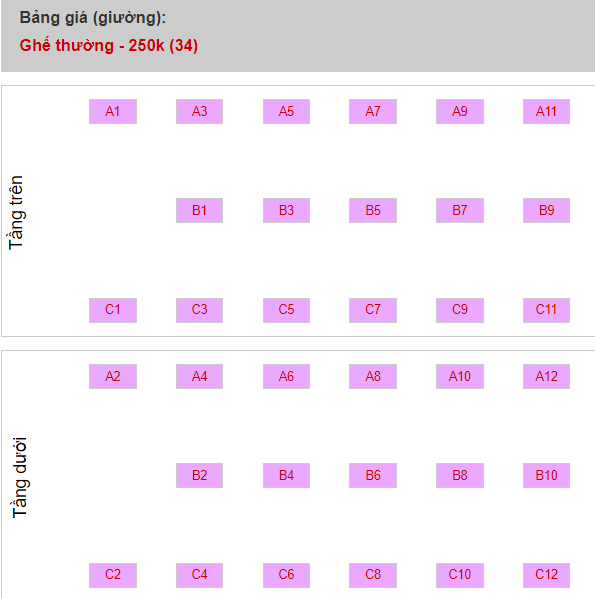 Bảng giá (giường):
Ghế thường - 250k (34)
Tầng trên
A1 A3 A5 A7 A9 A11
B1 B3 B5 B7 B9
C1 C3 C5 C7 C9 C11
Tầng dưới
A2 A4 A6 A8 A10 A12
B2 B4 B6 B8 B10
C2 C4 C6 C8 C10 C12